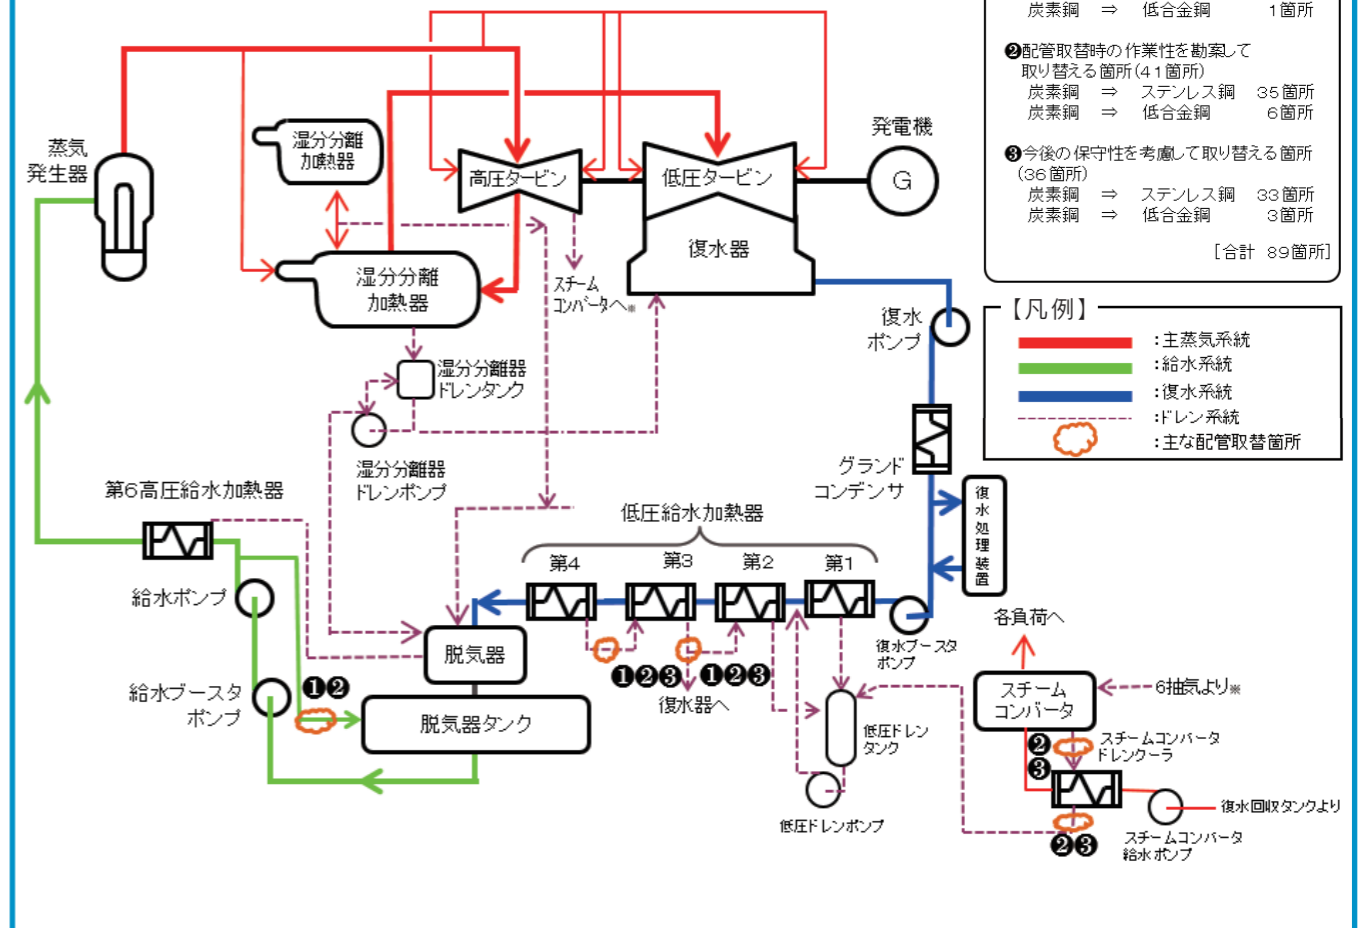 炭素鋼 ⇒ 低合金鋼 1箇所
❷配管取替時の作業性を勘案して
取り替える箇所(41箇所)
炭素鋼 ⇒ ステンレス鋼 35箇所
炭素鋼 ⇒ 低合金鋼 6箇所
❸今後の保守性を考慮して取り替える箇所
(36箇所)
炭素鋼 ⇒ ステンレス鋼 33箇所
炭素鋼 ⇒ 低合金鋼 3箇所
[合計 89箇所]
【凡例】
:主蒸気系統
:給水系統
:復水系統
:ドレン系統
:主な配管取替箇所
蒸気
発生器
湿分分離
加熱器
高圧タービン
低圧タービン
発電機
G
復水器
湿分分離
加熱器
スチーム
コンバータへ※
復水
ポンプ
湿分分離器
ドレンタンク
湿分分離器
ドレンポンプ
グランド
コンデンサ
復水処理装置
第6高圧給水加熱器
低圧給水加熱器
第4
第3
第2
第1
給水ポンプ
復水ブースタ
ポンプ
脱気器
❶❷❸
❶❷❸
復水器へ
給水ブースタ
ポンプ
❶❷
脱気器タンク
低圧ドレン
タンク
低圧ドレンポンプ
各負荷へ
スチーム
コンバータ
6抽気より※
❷
❸
スチームコンバータ
ドレンクーラ
復水回収タンクより
❷❸
スチームコンバータ
給水ポンプ